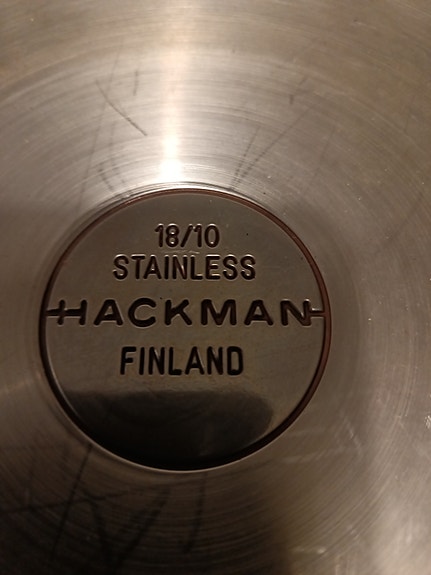 18/10
STAINLESS
HACKMAN
FINLAND